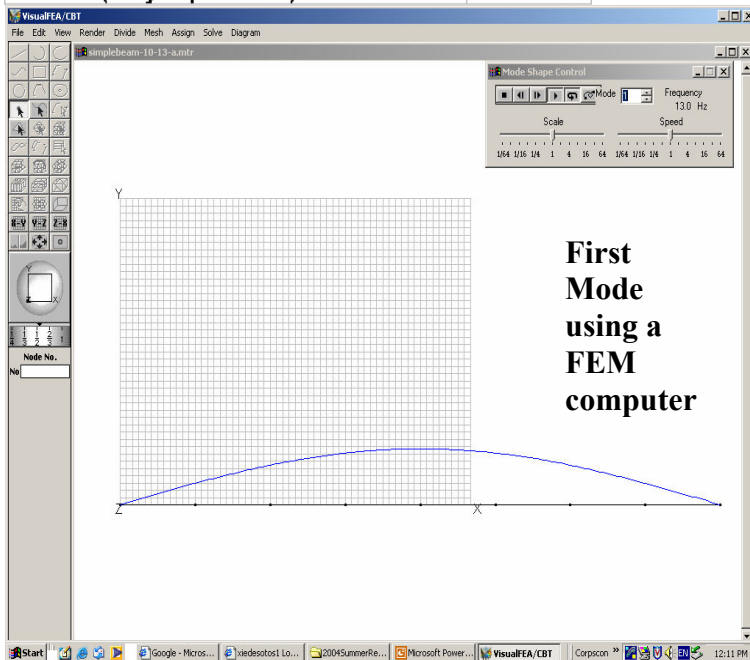 VisualFEA/CBT
File Edit View Render Divide Mesh Assign Solve Diagram
simplebeam-10-13-a.mtr
Mode Shape Control
Mode 1 Frequency
13.0 Hz
Scale Speed
1/64 1/16 1/4 1 4 16 64 1/64 1/16 1/4 1 4 16 64
X-Y Y-Z Z-X
Y
X
Z
Node No.
No
Y
Z
X
First
Mode
using a
FEM
computer
Start Google - Micros... xiedesotos1 Lo... 2004SummerRe... Microsoft Power... VisualFEA/CBT Corpscon » EN 12:11 PM